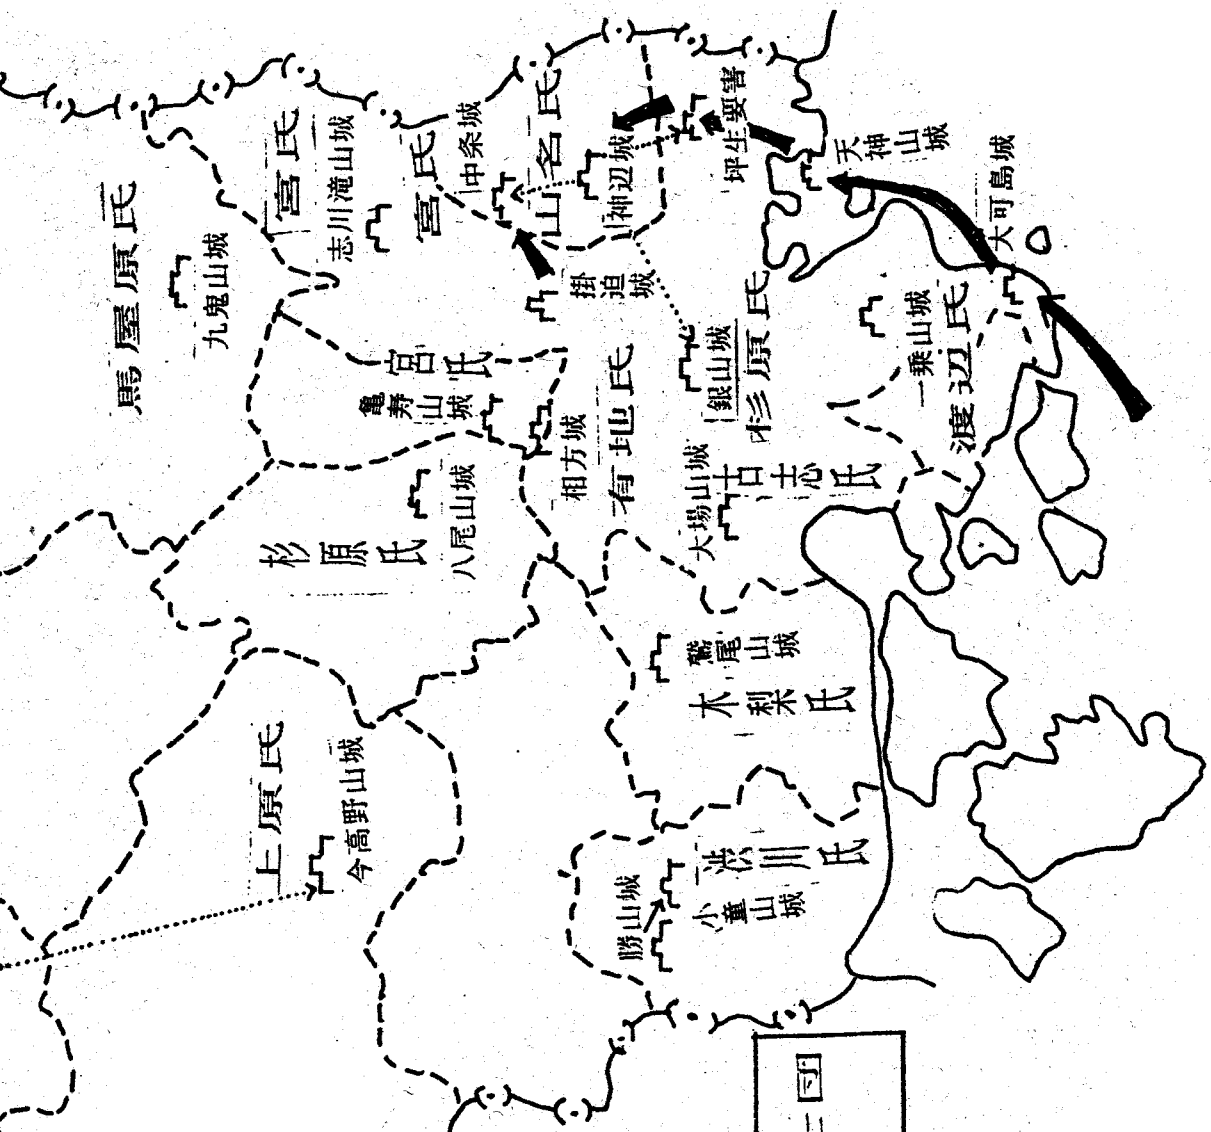 馬屋原氏
九鬼山城
宮氏
志川滝山城
宮氏
中条城
山名氏
神辺城
坪生要害
天神山城
大可島城
掛迫城
宮氏
亀寿山城
相方城
有地氏
銀山城
杉原氏
一乗山城
渡辺氏
杉原氏
八尾山城
大場山城
古志氏
鷲尾山城
木梨氏
上原氏
今高野山城
勝山城
小童山城
渋川氏